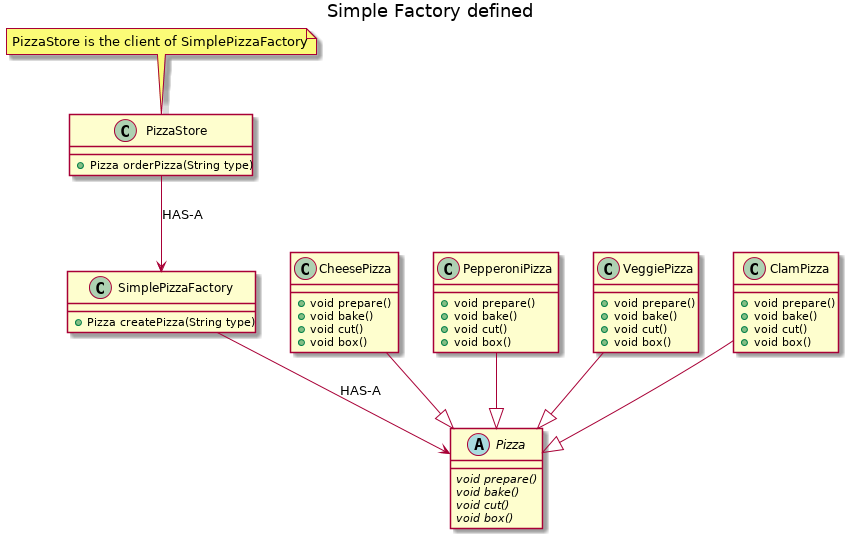 Simple Factory defined
PizzaStore is the client of SimplePizzaFactory
C PizzaStore
Pizza orderPizza(String type)
HAS-A
C SimplePizzaFactory
Pizza createPizza(String type)
C CheesePizza
void prepare()
void bake()
void cut()
void box()
C PepperoniPizza
void prepare()
void bake()
void cut()
void box()
C VeggiePizza
void prepare()
void bake()
void cut()
void box()
C ClamPizza
void prepare()
void bake()
void cut()
void box()
HAS-A
A Pizza
void prepare()
void bake()
void cut()
void box()